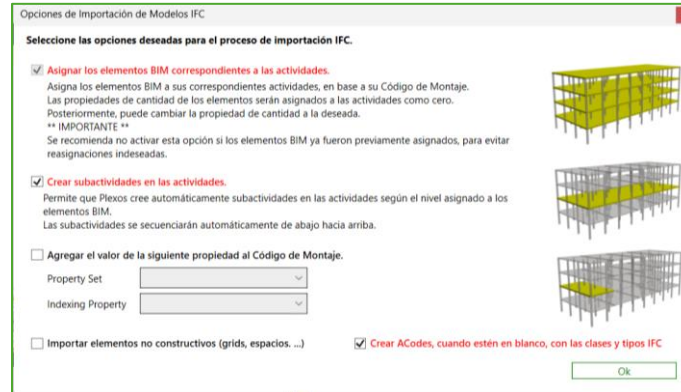 Opciones de Importación de Modelos IFC
Seleccione las opciones deseadas para el proceso de importación IFC.
Asignar los elementos BIM correspondientes a las actividades.
Asigna los elementos BIM a sus correspondientes actividades, en base a su Código de Montaje.
Las propiedades de cantidad de los elementos serán asignados a las actividades como cero.
Posteriormente, puede cambiar la propiedad de cantidad a la deseada.
** IMPORTANTE **
Se recomienda no activar esta opción si los elementos BIM ya fueron previamente asignados, para evitar
reasignaciones indeseadas.
Crear subactividades en las actividades.
Permite que Plexos cree automáticamente subactividades en las actividades según el nivel asignado a los
elementos BIM.
Las subactividades se secuenciarán automáticamente de abajo hacia arriba.
Agregar el valor de la siguiente propiedad al Código de Montaje.
Property Set
Indexing Property
Importar elementos no constructivos (grids, espacios. ...)
Crear ACodes, cuando estén en blanco, con las clases y tipos IFC
Ok